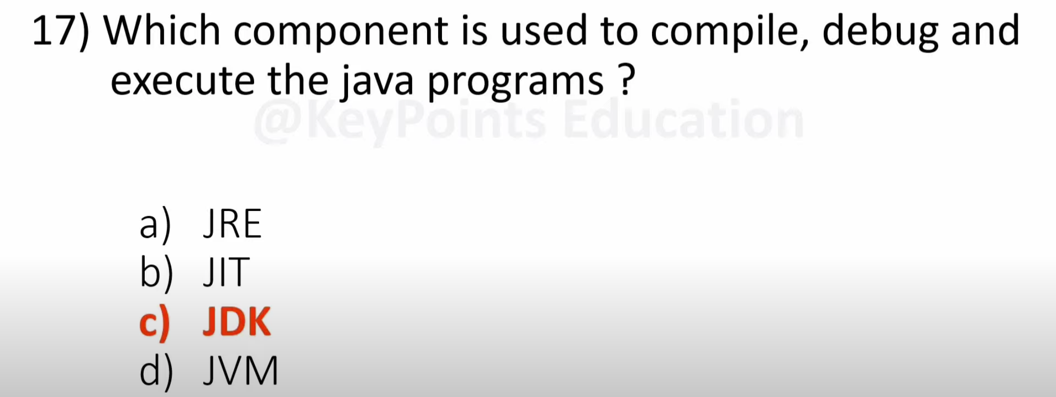 17) Which component is used to compile, debug and
execute the java programs ?
@KeyPoints Education
a) JRE
b) JIT
c) JDK
d) JVM